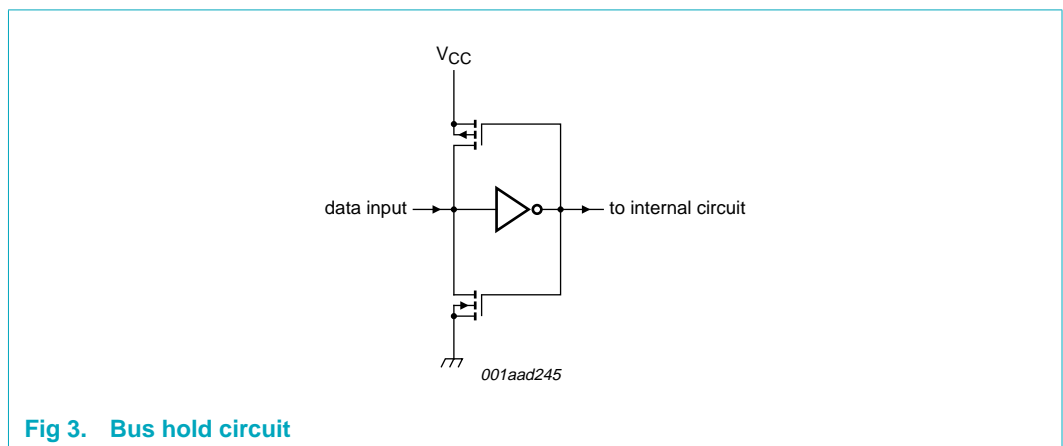 VCC
data input
to internal circuit
001aad245
Fig 3. Bus hold circuit